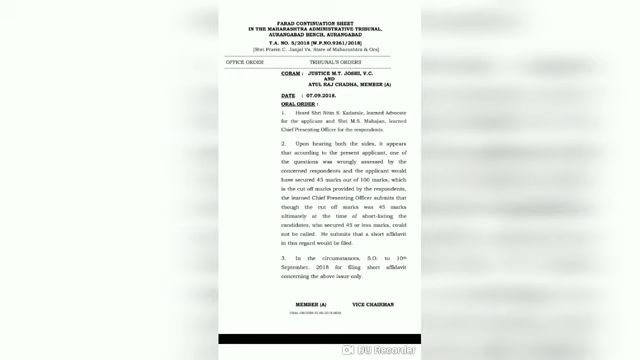 FARAD CONTINUATION SHEET
IN THE MAHARASHTRA ADMINISTRATIVE TRIBUNAL,
AURANGABAD BENCH, AURANGABAD
T.A. NO. 5/2018 [W.P.NO.9261/2018]
[Shri Pravin C. Janjal Vs. State of Maharashtra & Ors]
OFFICE ORDER TRIBUNAL'S ORDERS
CORAM : JUSTICE M.T. JOSHI, V.C.
AND
ATUL RAJ CHADHA, MEMBER (A)
DATE : 07.09.2018.
ORAL ORDER :
1. Heard Shri Nitin S. Kadarale, learned Advocate
for the applicant and Shri M.S. Mahajan, learned
Chief Presenting Officer for the respondents.
2. Upon hearing both the sides, it appears
that according to the present applicant, one of
the questions was wrongly assessed by the
concerned respondents and the applicant would
have secured 45 marks out of 100 marks, which
is the cut off marks provided by the respondents,
the learned Chief Presenting Officer submits that
though the cut off marks was 45 marks
ultimately at the time of short-listing the
candidates, who secured 45 or less marks, could
not be called. He submits that a short affidavit
in this regard would be filed.
3. In the circumstances, S.O. to 10th
September, 2018 for filing short affidavit
concerning the above issue only.
MEMBER (A) VICE CHAIRMAN
DU Recorder